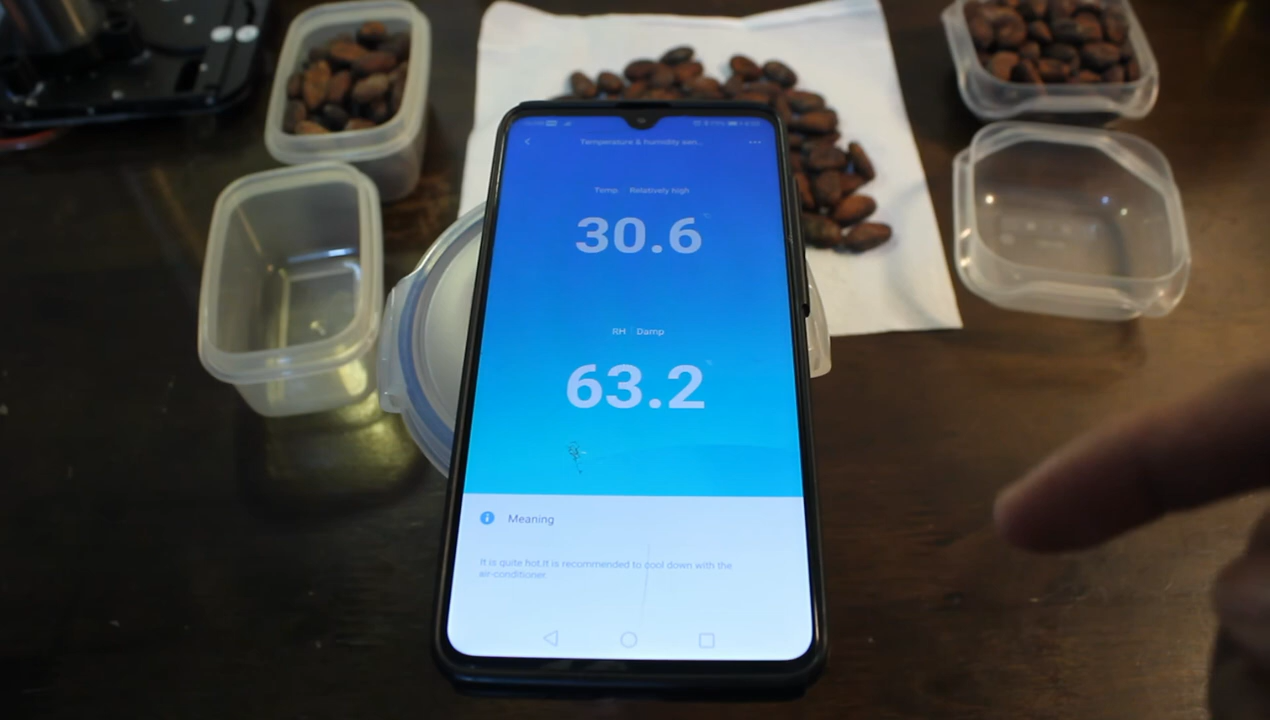 Temperature & humidity sen...
Temp Relatively high
30.6
RH Damp
63.2
Meaning
It is quite hot.It is recommended to cool down with the
air-conditioner